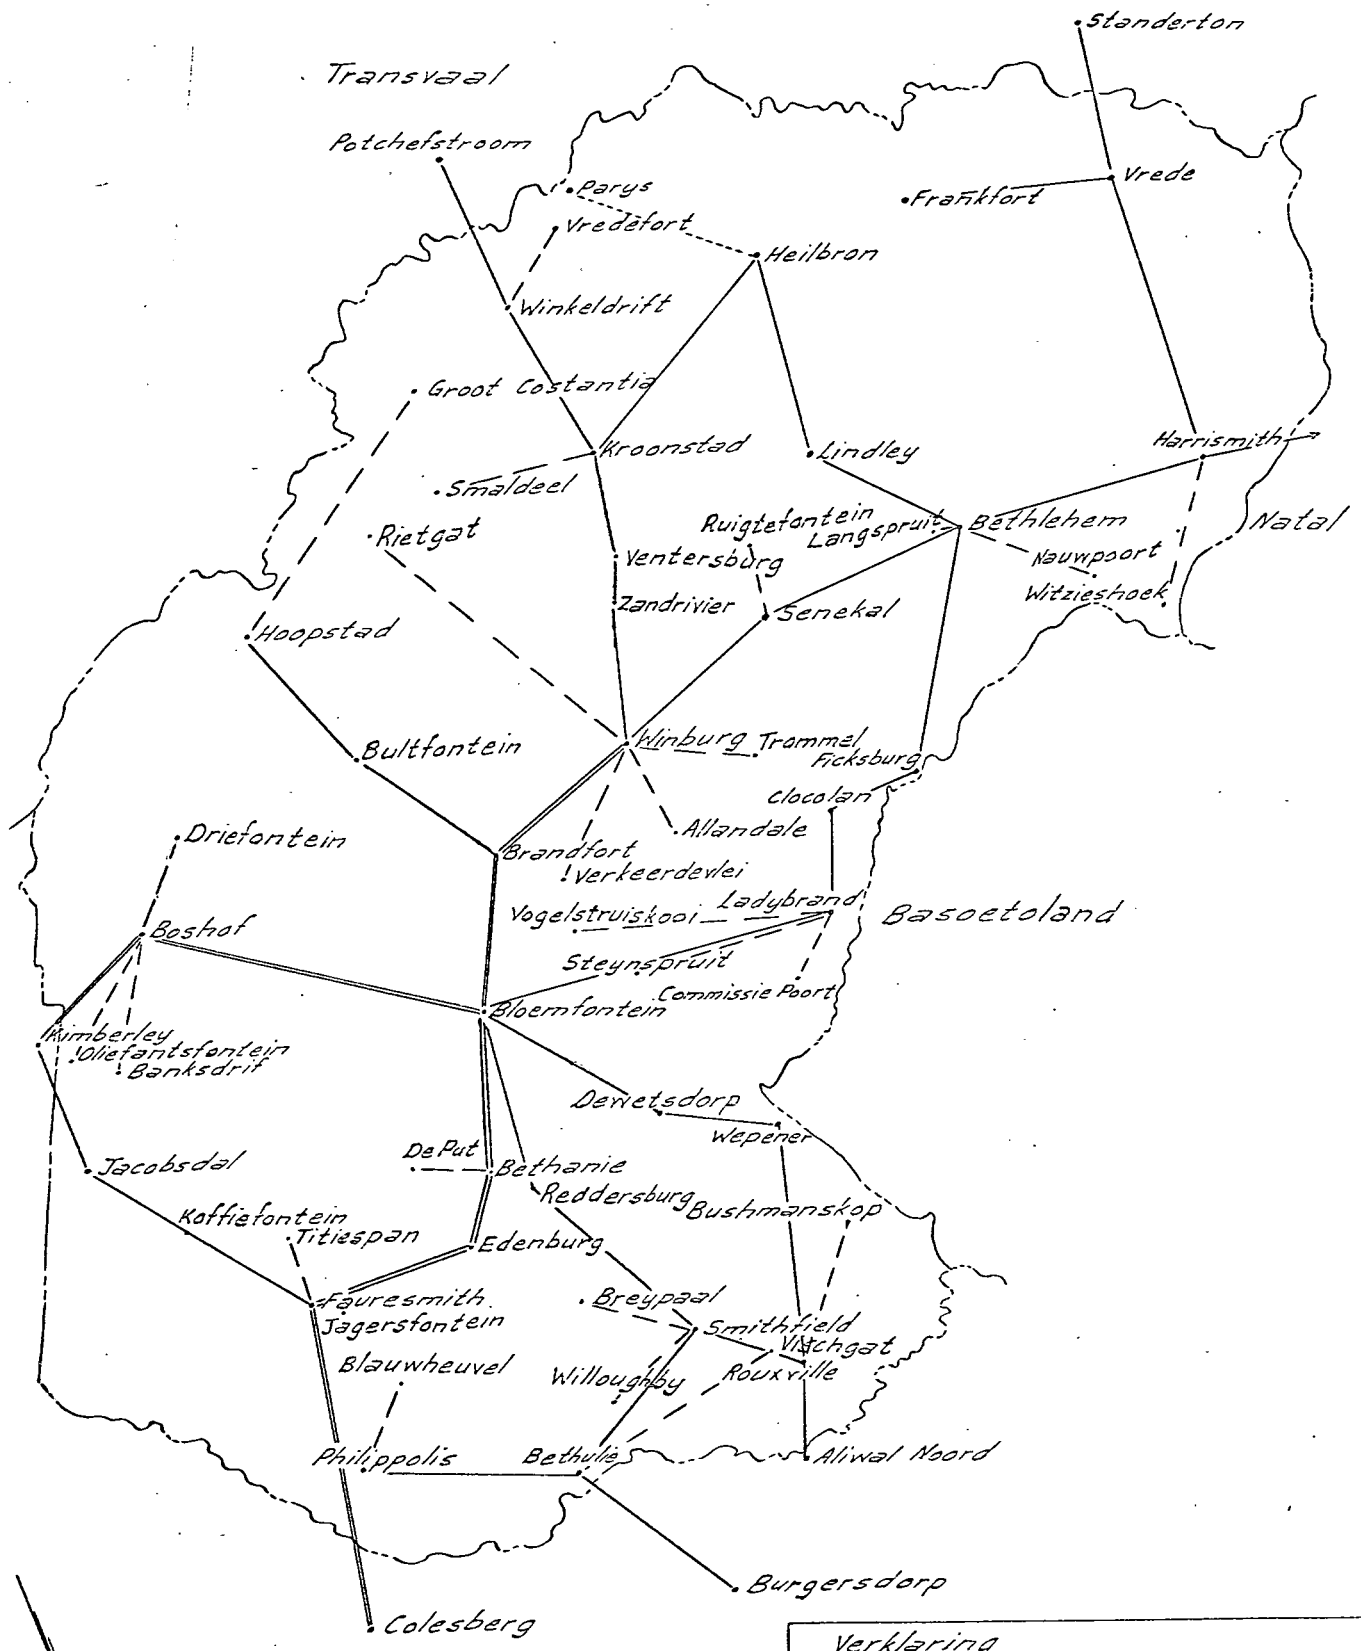 Standerton
Transvaal
Potchefstroom
Parys
Vrede
Frankfort
Vredefort
Heilbron
Winkeldrift
Groot Costantia
Kroonstad
Lindley
Harrismith
Smaldeel
Rietgat
Ruigtefontein
Langspruit
Bethlehem
Natal
Ventersburg
Nauwpoort
Witzieshoek
Zandrivier
Senekal
Hoopstad
Winburg
Trommel
Bultfontein
Ficksburg
Clocolan
Allandale
Driefontein
Brandfort
Verkeerdevlei
Ladybrand
Vogelstruiskooi
Basoetoland
Boshof
Steynspruit
Commissie Poort
Bloemfontein
Kimberley
Oliefantsfontein
Banksdrif
Dewetsdorp
Wepener
De Put
Bethanie
Jacobsdal
Reddersburg
Bushmanskop
Koffiefontein
Titiespan
Edenburg
Fauresmith
Jagersfontein
Breypaal
Smithfield
Vischgat
Blauwheuvel
Willoughby
Rouxville
Philippolis
Bethulie
Aliwal Noord
Burgersdorp
Colesberg
Verklaring